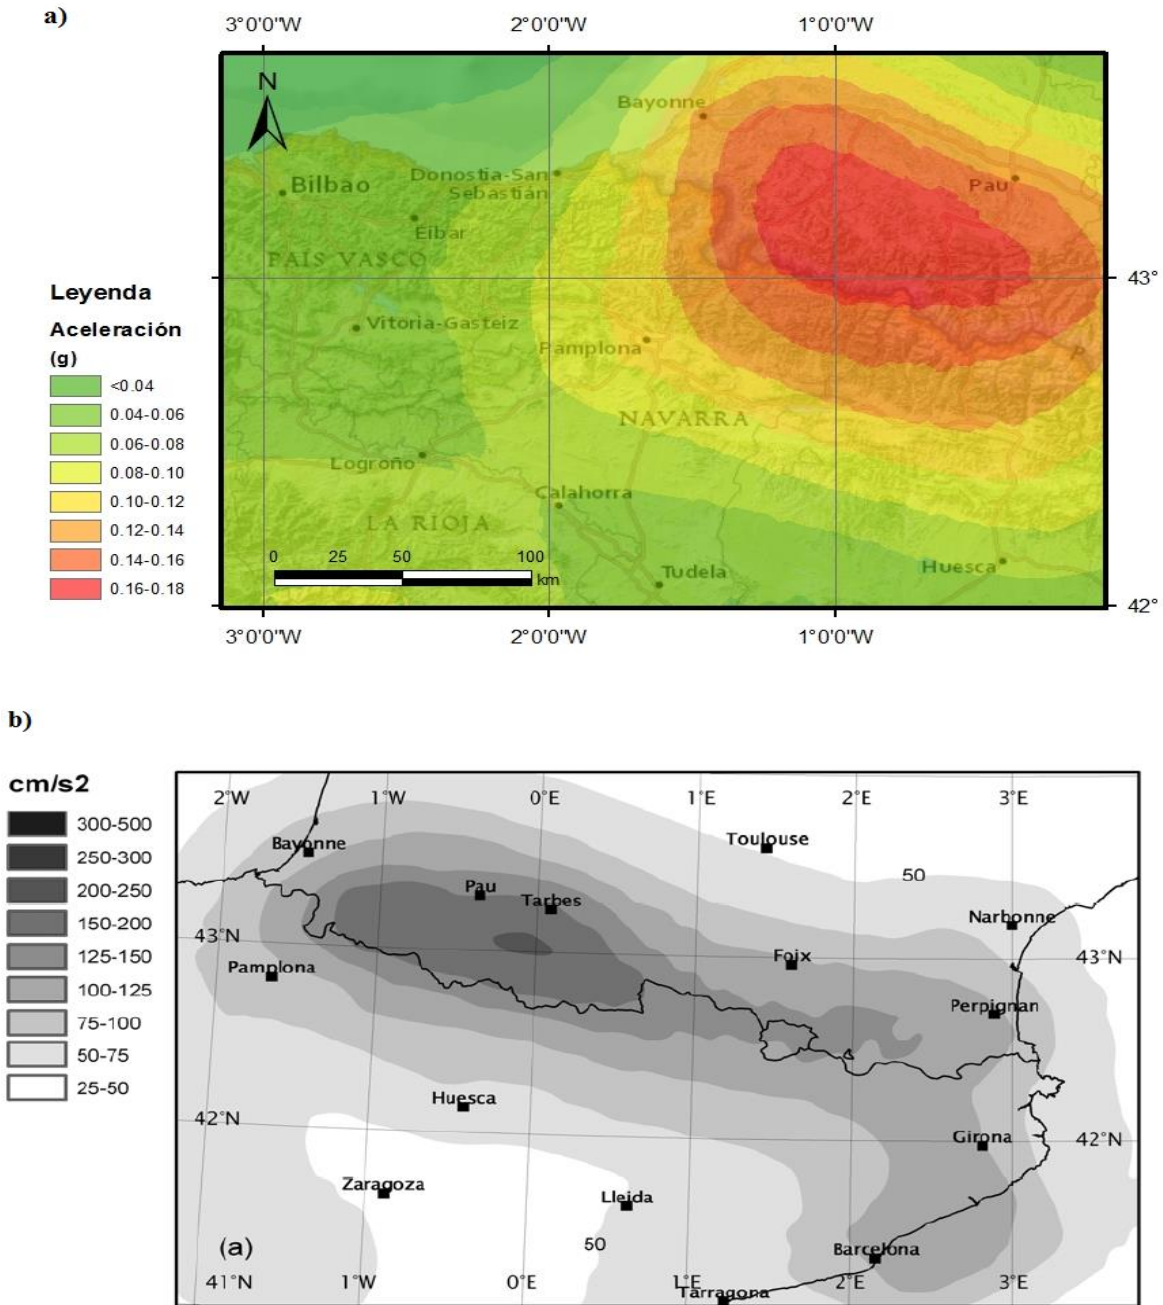 a)
3°0'0"W 2°0'0"W 1°0'0"W
N
Bayonne
Donostia-San
Sebastián
Bilbao
Pau
Eibar
PAIS VASCO
43°
Leyenda
Aceleración
(g)
<0.04
0.04-0.06
0.06-0.08
0.08-0.10
0.10-0.12
0.12-0.14
0.14-0.16
0.16-0.18
Vitoria-Gasteiz
Pamplona
NAVARRA
Logroño
Calahorra
LA RIOJA
0 25 50 100
km
Tudela
Huesca
42°
3°0'0"W 2°0'0"W 1°0'0"W
b)
cm/s2
300-500
250-300
200-250
150-200
125-150
100-125
75-100
50-75
25-50
2°W 1°W 0°E 1°E 2°E 3°E
Bayonne
Toulouse
50
Pau
Tarbes
Narbonne
43°N
Pamplona
Foix
43°N
Perpignan
Huesca
42°N
Girona
42°N
Zaragoza
Lleida
50
(a)
Barcelona
41°N 1°W 0°E 1°E 2°E 3°E
Tarragona